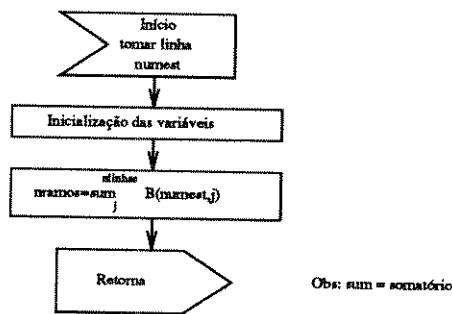 Início
tomar linha
numest
Inicialização das variáveis
nlinhas
nramos=sum B(numest,j)
j
Retorna
Obs: sum = somatório